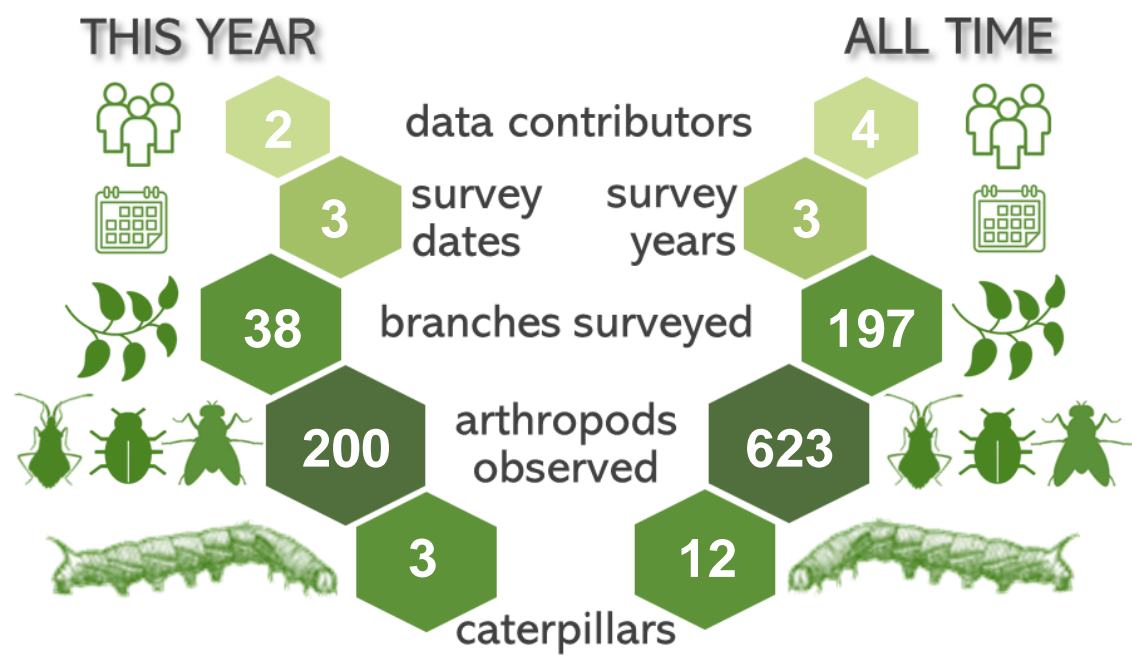 THIS YEAR
ALL TIME
2
data contributors
4
3
survey
dates
survey
years
3
38
branches surveyed
197
200
arthropods
observed
623
3
12
caterpillars